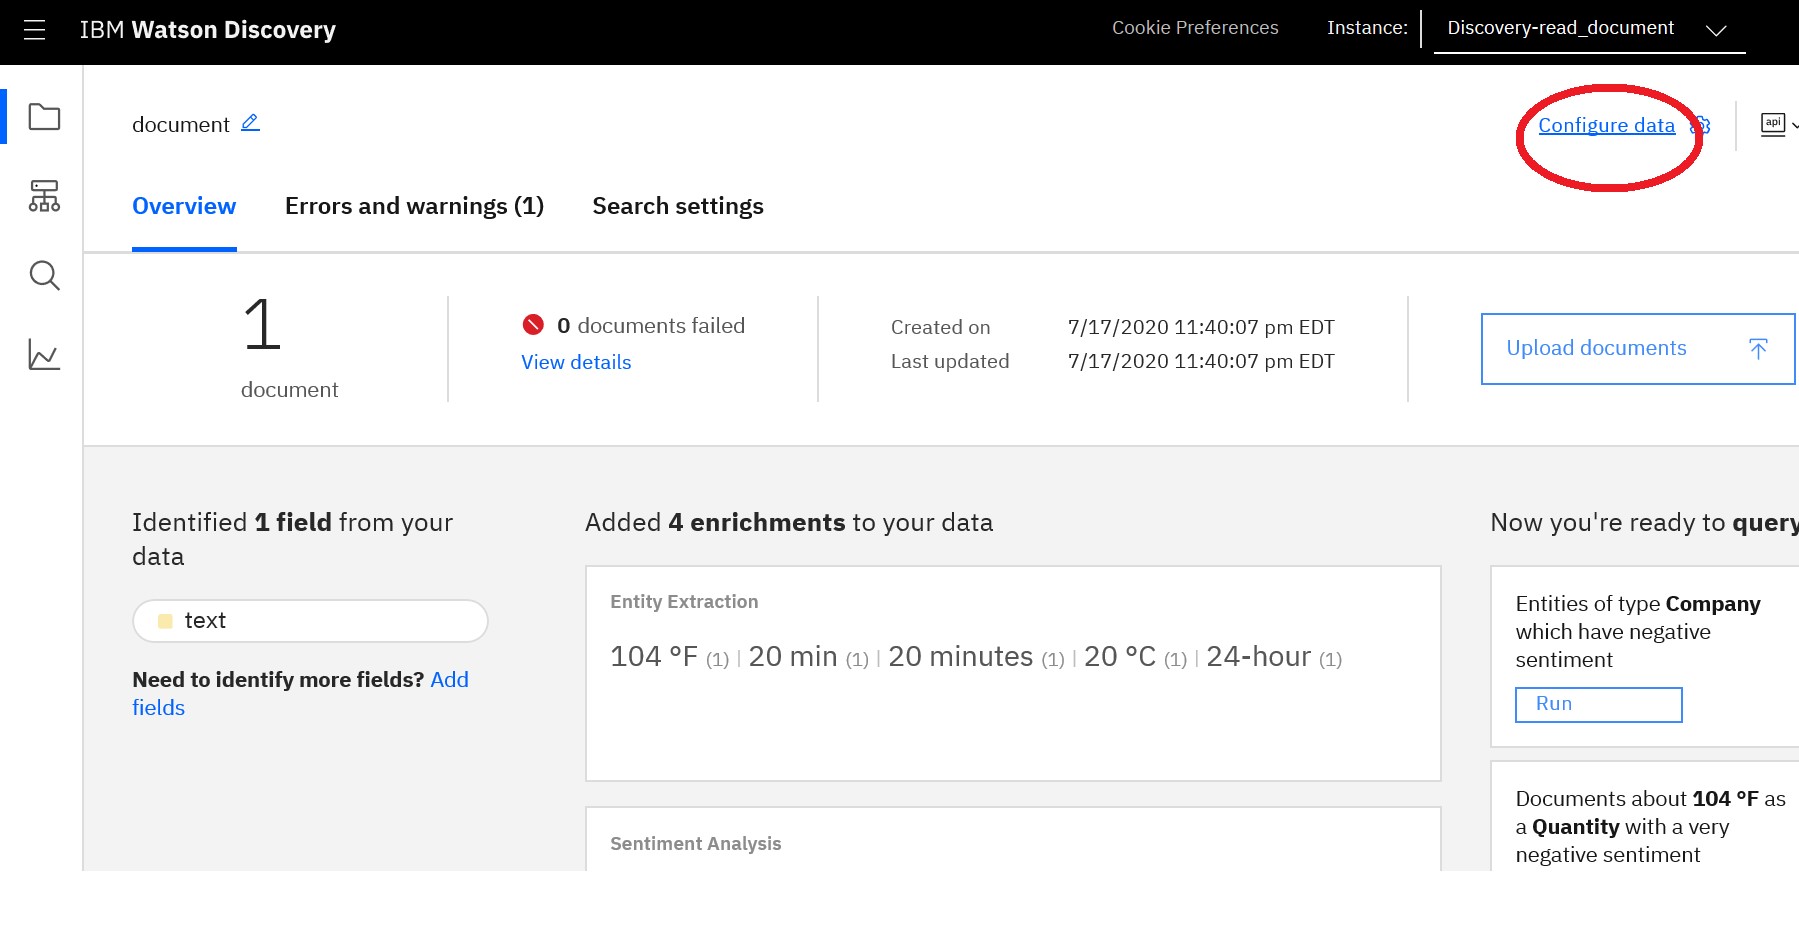 IBM Watson Discovery
Cookie Preferences
Instance:
Discovery-read_document
document
Configure data
api
Overview
Errors and warnings (1)
Search settings
1
document
0 documents failed
View details
Created on 7/17/2020 11:40:07 pm EDT
Last updated 7/17/2020 11:40:07 pm EDT
Upload documents
Identified 1 field from your
data
text
Need to identify more fields? Add
fields
Added 4 enrichments to your data
Entity Extraction
104 °F (1) | 20 min (1) | 20 minutes (1) | 20 °C (1) | 24-hour (1)
Sentiment Analysis
Now you're ready to query
Entities of type Company
which have negative
sentiment
Run
Documents about 104 °F as
a Quantity with a very
negative sentiment